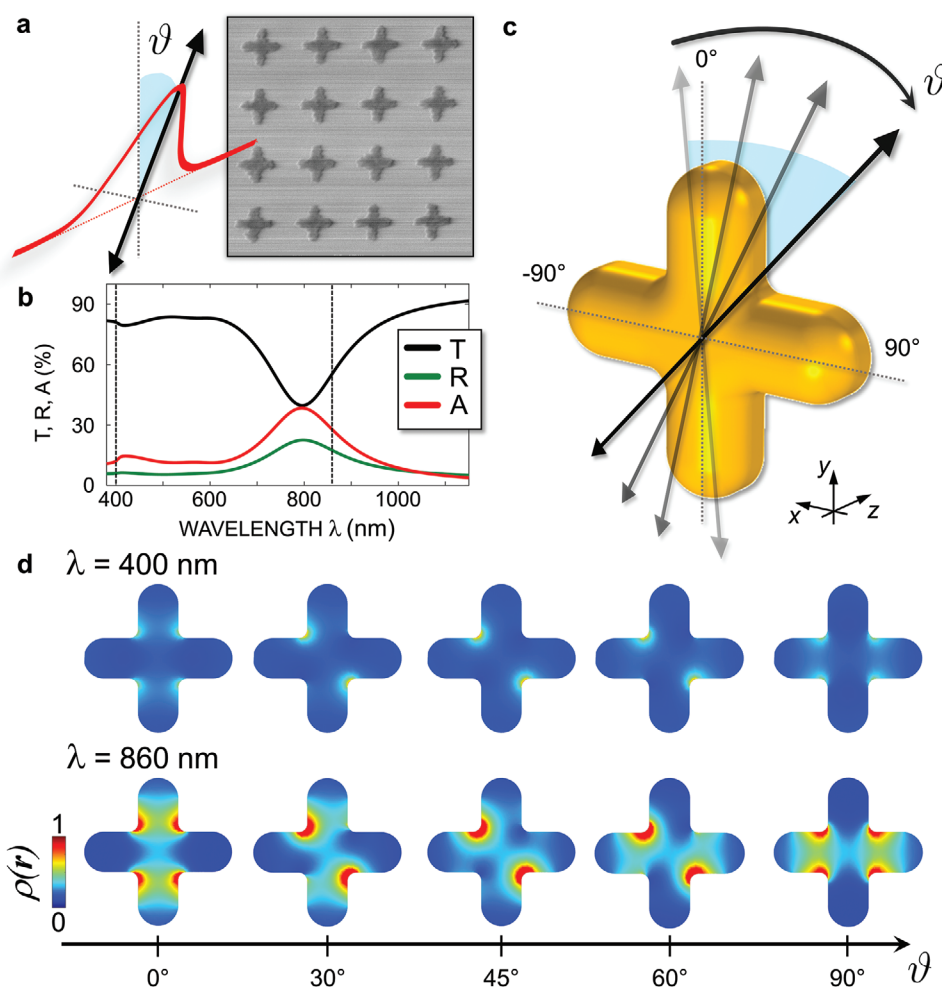 a
ϑ
c
0°
ϑ
-90°
90°
y
x
z
b
90
60
30
0
T, R, A (%)
T
R
A
400
600
800
1000
WAVELENGTH λ (nm)
d
λ = 400 nm
λ = 860 nm
1
0
ρ(r)
0°
30°
45°
60°
90°
ϑ